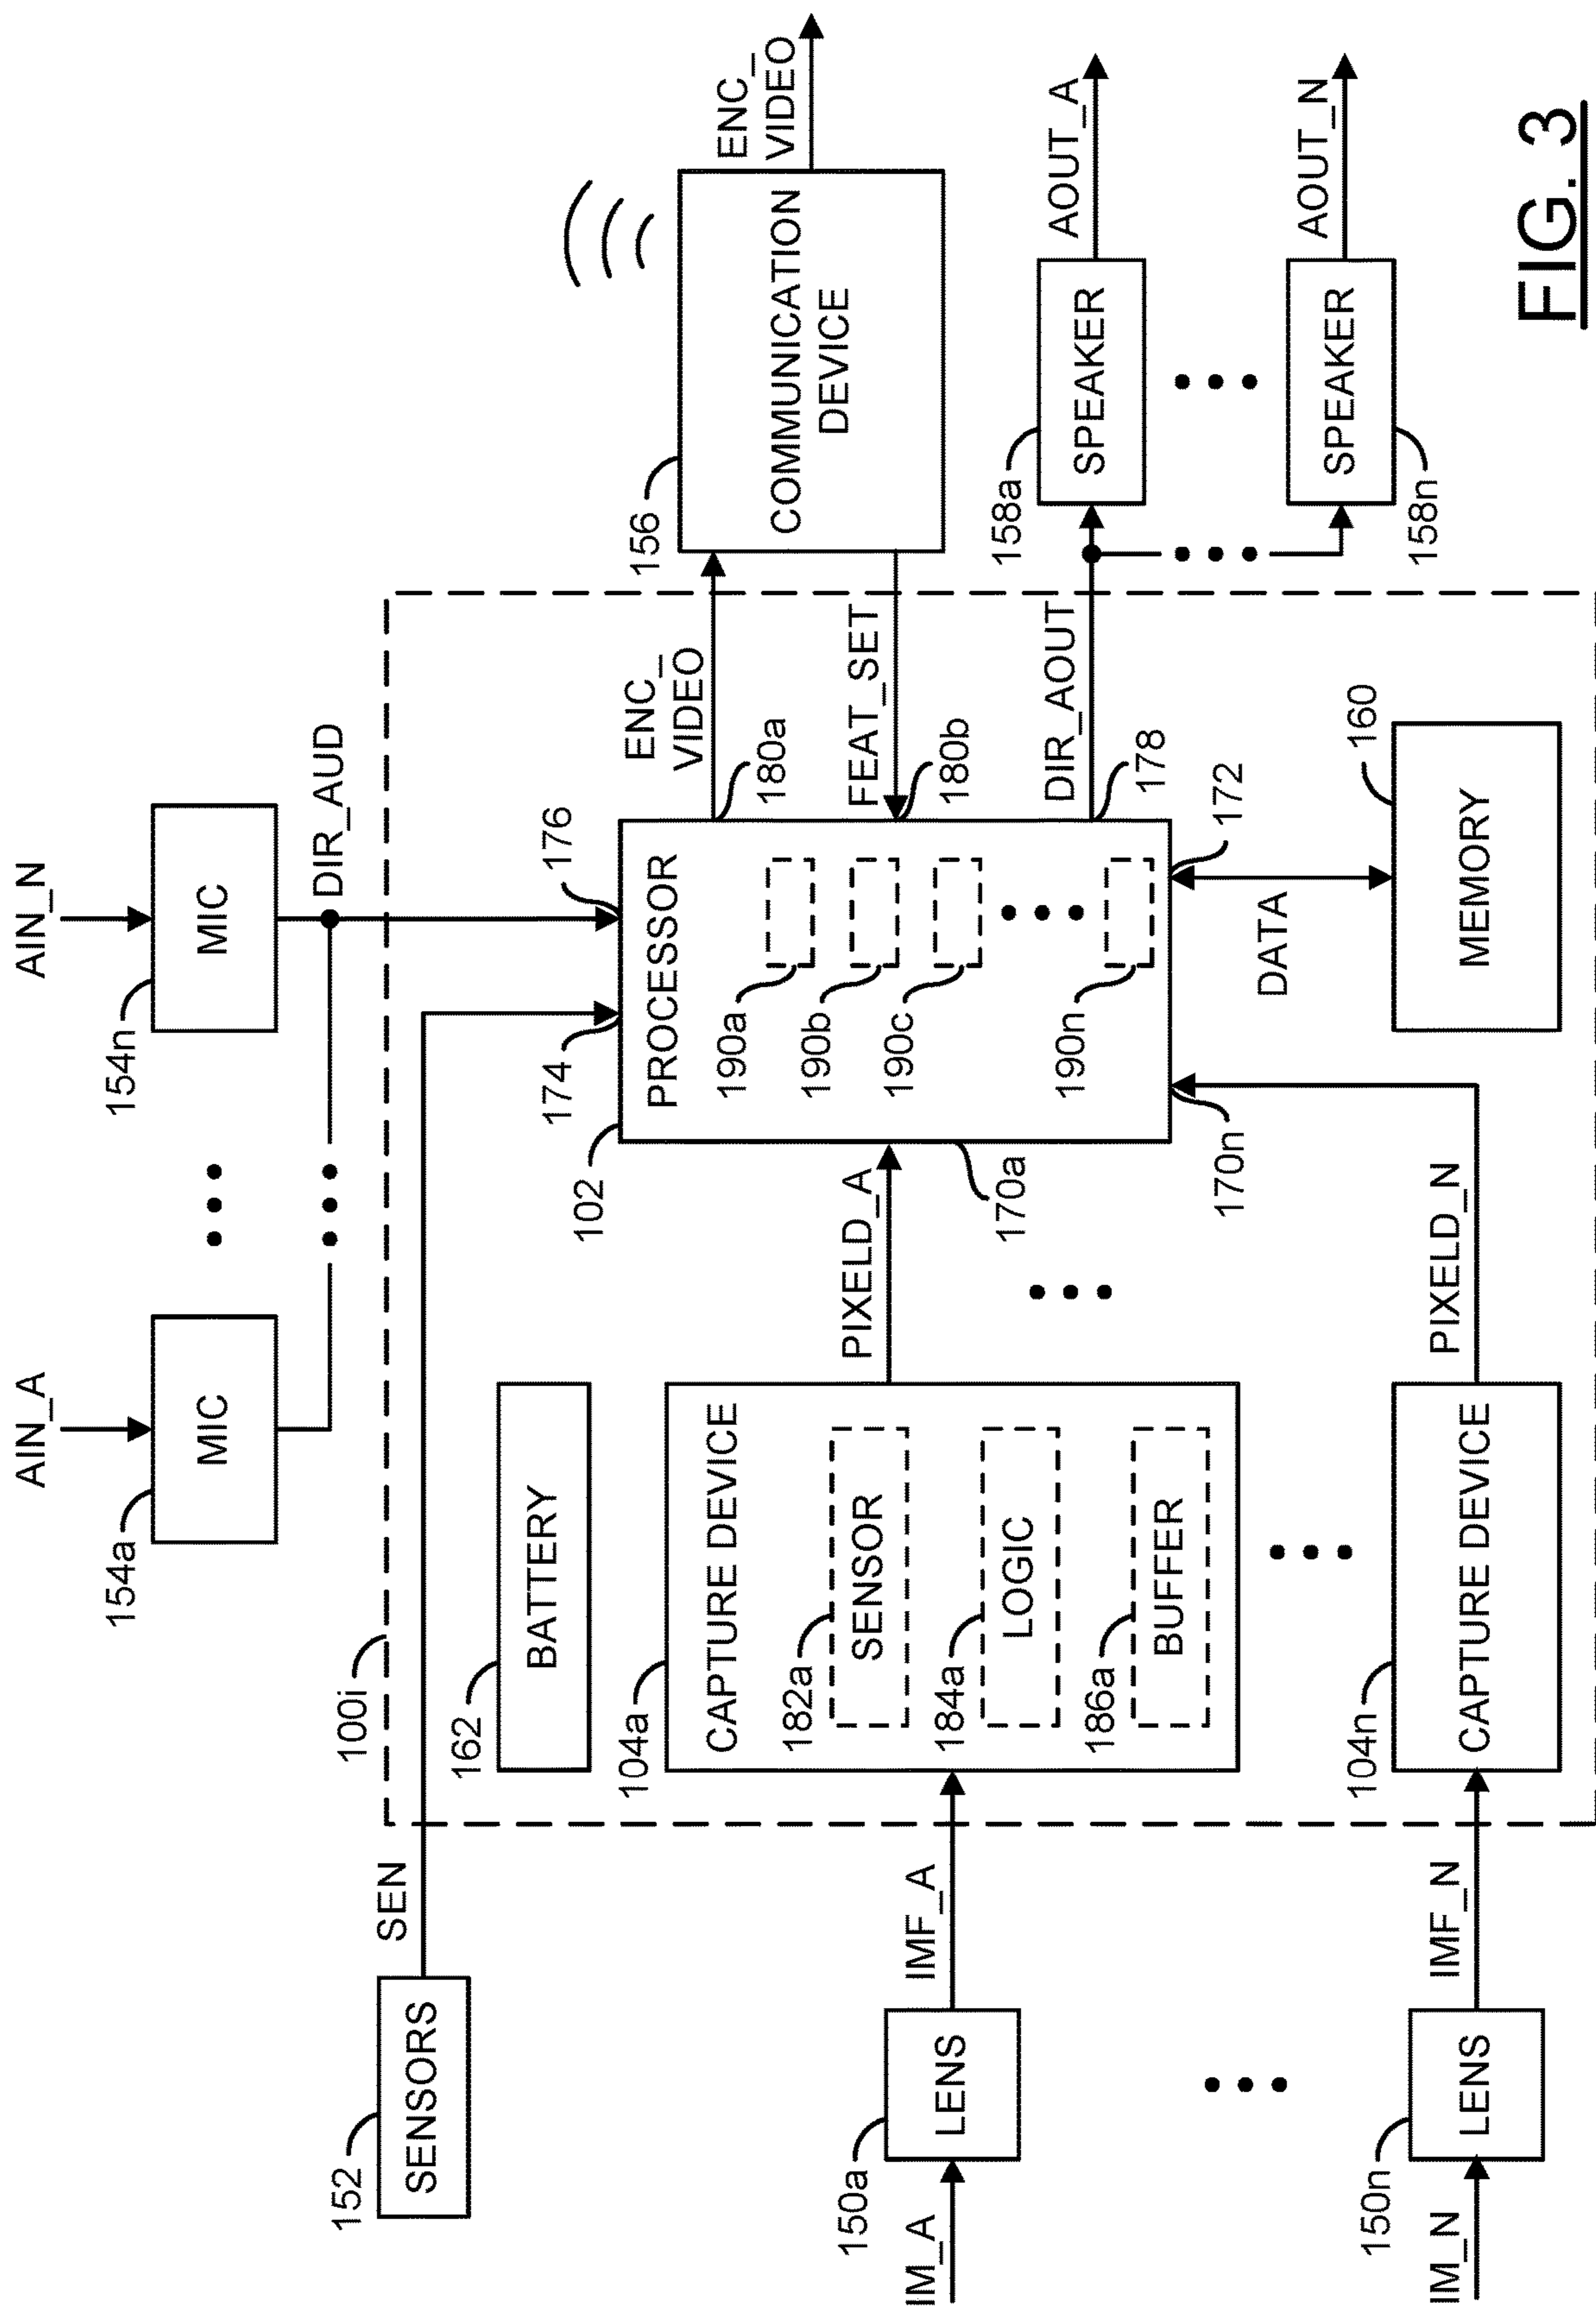 AIN_A
AIN_N
154a
MIC
154n
MIC
DIR_AUD
152
SENSORS
SEN
100i
162
BATTERY
174
176
102
PROCESSOR
190a
190b
190c
190n
104a
CAPTURE DEVICE
182a
SENSOR
184a
LOGIC
186a
BUFFER
IM_A
150a
LENS
IMF_A
PIXELD_A
170a
ENC_
VIDEO
180a
FEAT_SET
180b
DIR_AOUT
178
172
156
COMMUNICATION
DEVICE
ENC_
VIDEO
158a
SPEAKER
AOUT_A
158n
SPEAKER
AOUT_N
IM_N
150n
LENS
IMF_N
104n
CAPTURE DEVICE
PIXELD_N
170n
DATA
160
MEMORY
FIG. 3